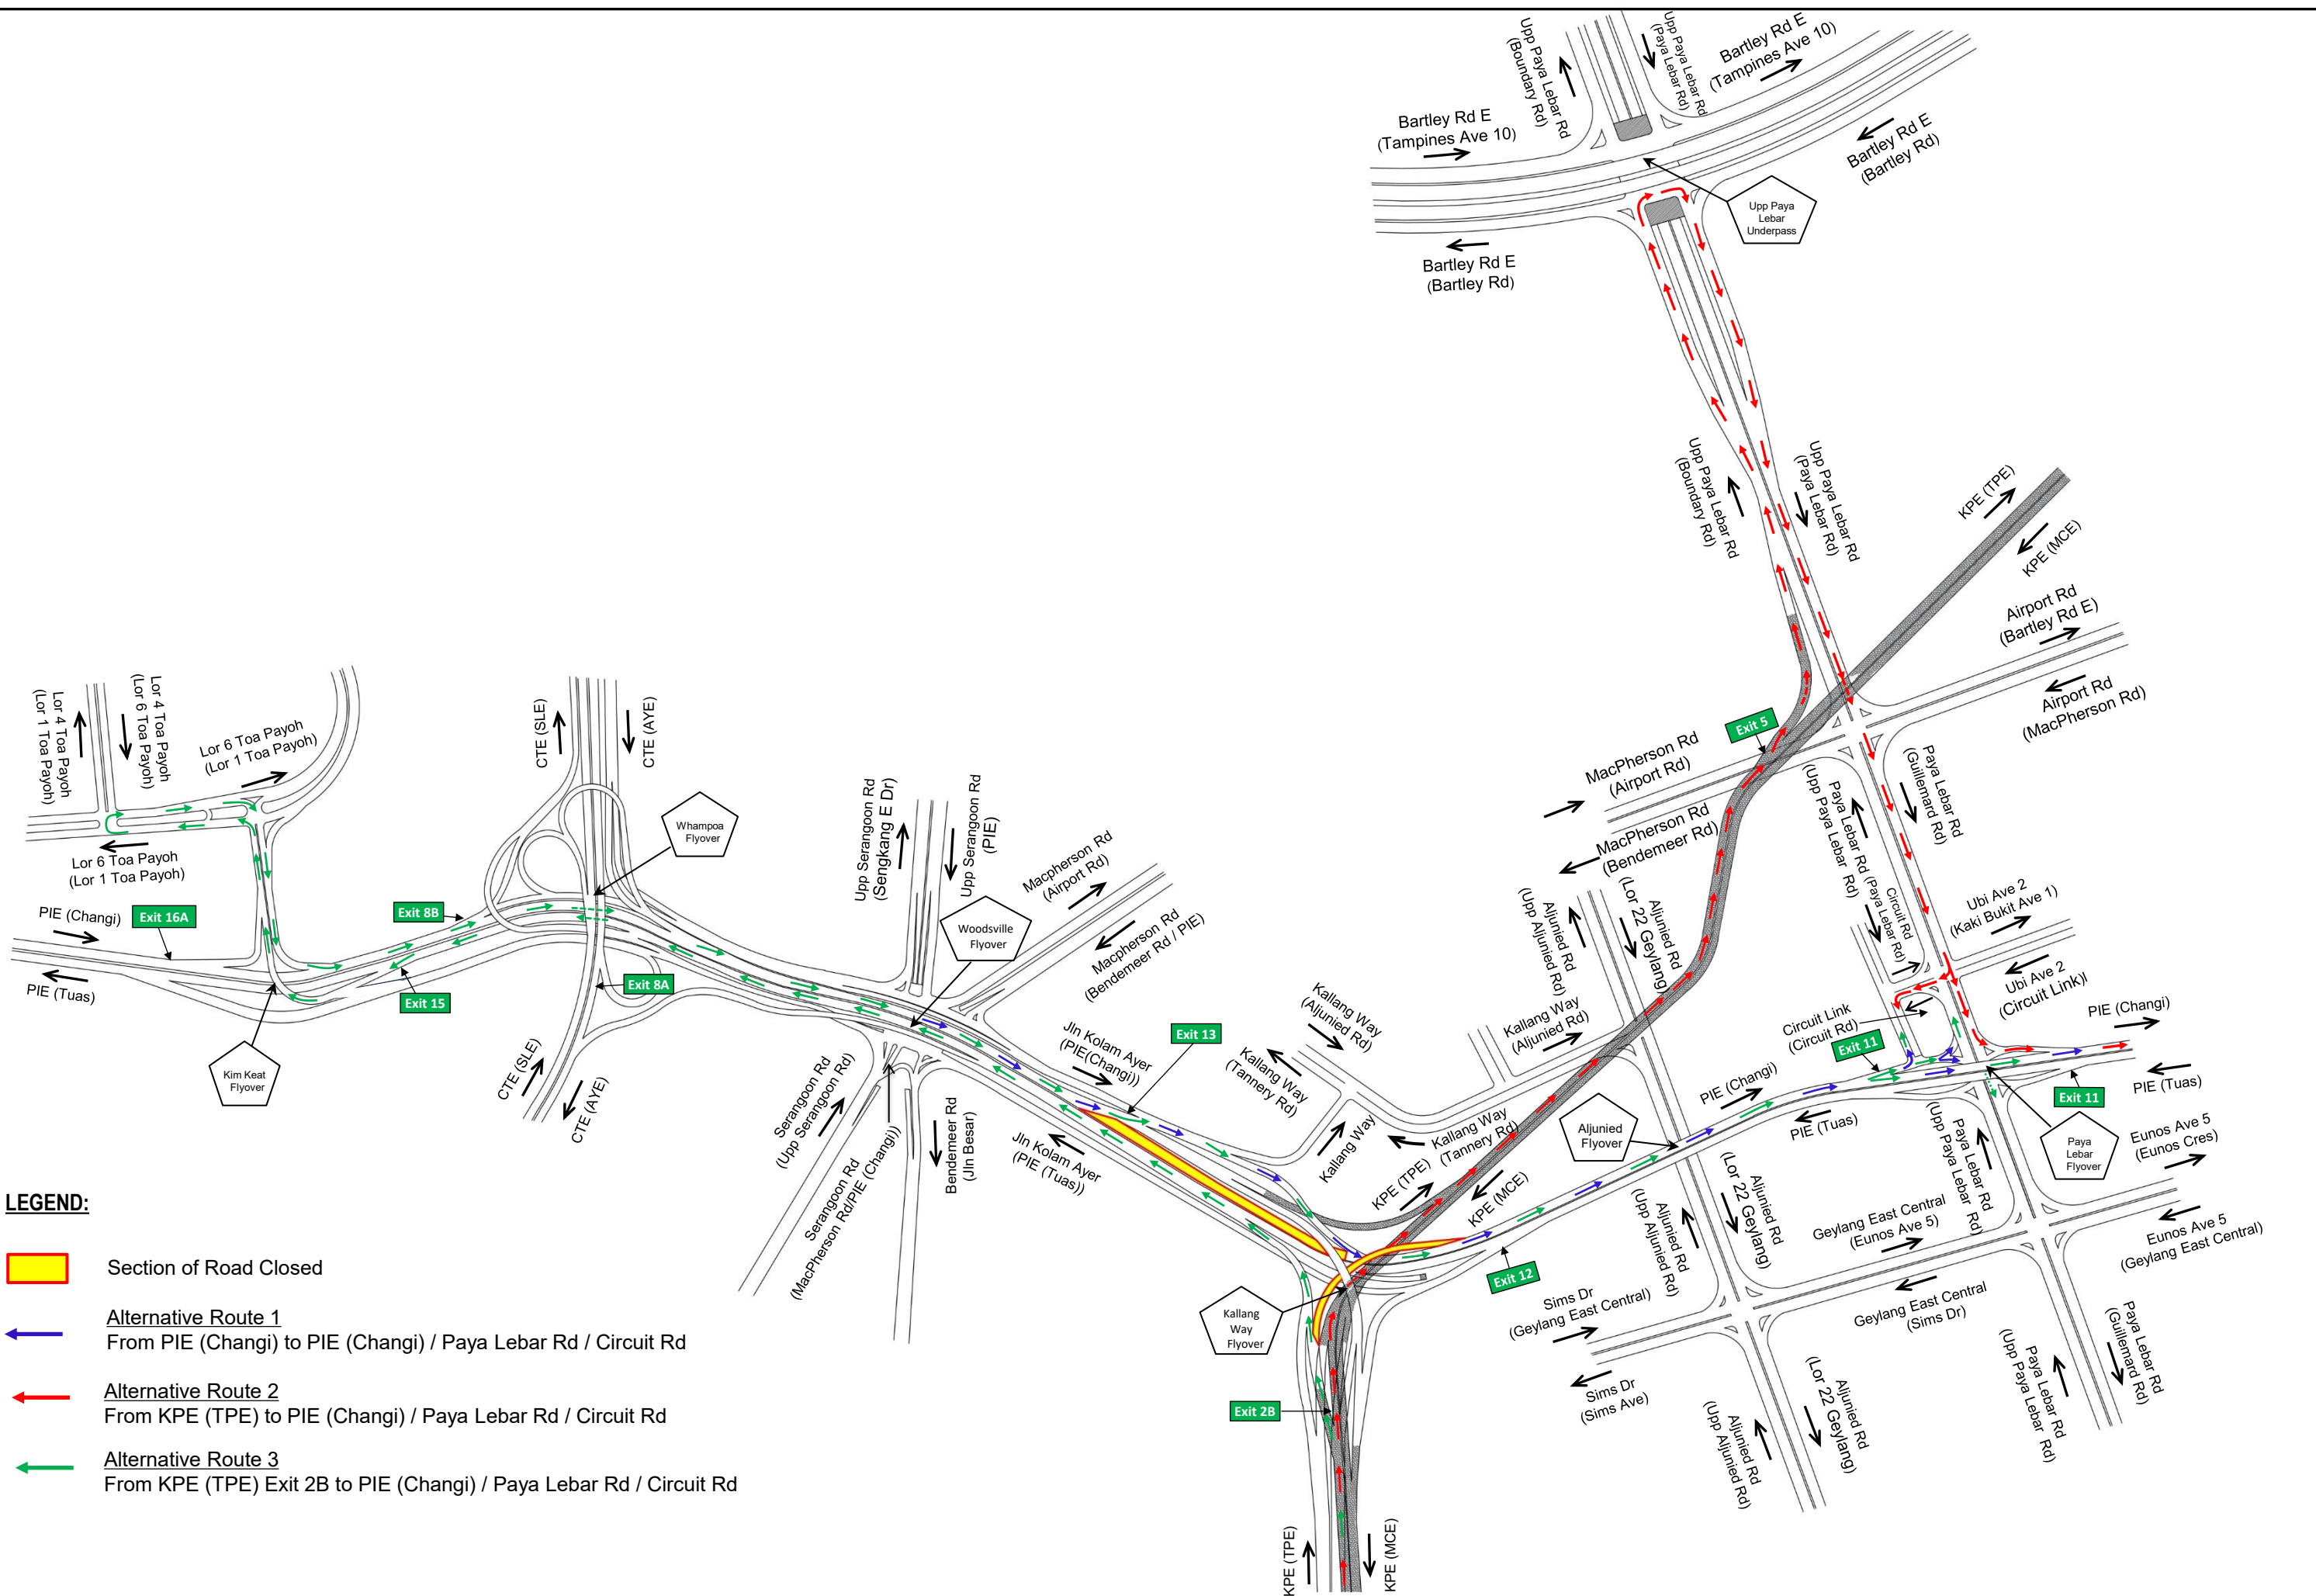 Upp Paya Lebar Rd
(Boundary Rd)
Upp Paya Lebar Rd
(Paya Lebar Rd)
Bartley Rd E
(Tampines Ave 10)
Bartley Rd E
(Tampines Ave 10)
Bartley Rd E
(Bartley Rd)
Upp Paya
Lebar
Underpass
Bartley Rd E
(Bartley Rd)
Upp Paya Lebar Rd
(Boundary Rd)
Upp Paya Lebar Rd
(Paya Lebar Rd)
KPE (TPE)
KPE (MCE)
Airport Rd
(Bartley Rd E)
Airport Rd
(MacPherson Rd)
Exit 5
MacPherson Rd
(Airport Rd)
MacPherson Rd
(Bendemeer Rd)
Paya Lebar Rd
(Upp Paya Lebar Rd)
Paya Lebar Rd
(Guillemard Rd)
Circuit Rd
(Paya Lebar Rd)
Ubi Ave 2
(Kaki Bukit Ave 1)
Ubi Ave 2
(Circuit Link)l
Circuit Link
(Circuit Rd)
Exit 11
PIE (Changi)
PIE (Tuas)
Exit 11
Lor 4 Toa Payoh
(Lor 1 Toa Payoh)
Lor 4 Toa Payoh
(Lor 6 Toa Payoh)
Lor 6 Toa Payoh
(Lor 1 Toa Payoh)
Lor 6 Toa Payoh
(Lor 1 Toa Payoh)
PIE (Changi)
Exit 16A
PIE (Tuas)
Kim Keat
Flyover
Exit 8B
Exit 15
CTE (SLE)
CTE (AYE)
Whampoa
Flyover
Exit 8A
CTE (SLE)
CTE (AYE)
Upp Serangoon Rd
(Sengkang E Dr)
Upp Serangoon Rd
(PIE)
Woodsville
Flyover
Macpherson Rd
(Airport Rd)
Macpherson Rd
(Bendemeer Rd / PIE)
Serangoon Rd
(Upp Serangoon Rd)
Serangoon Rd
(MacPherson Rd/PIE (Changi))
Bendemeer Rd
(Jln Besar)
Jln Kolam Ayer
(PIE(Changi))
Jln Kolam Ayer
(PIE (Tuas))
Exit 13
Kallang Way
(Aljunied Rd)
Kallang Way
(Tannery Rd)
Kallang Way
Kallang Way
(Aljunied Rd)
Kallang Way
(Tannery Rd)
Aljunied Rd
(Upp Aljunied Rd)
Aljunied Rd
(Lor 22 Geylang)
KPE (TPE)
KPE (MCE)
Aljunied
Flyover
PIE (Changi)
PIE (Tuas)
Exit 12
Kallang
Way
Flyover
Exit 2B
KPE (TPE)
KPE (MCE)
Aljunied Rd
(Upp Aljunied Rd)
Aljunied Rd
(Lor 22 Geylang)
Sims Dr
(Geylang East Central)
Sims Dr
(Sims Ave)
Geylang East Central
(Eunos Ave 5)
Geylang East Central
(Sims Dr)
Paya Lebar Rd
(Upp Paya Lebar Rd)
Paya
Lebar
Flyover
Eunos Ave 5
(Eunos Cres)
Eunos Ave 5
(Geylang East Central)
Aljunied Rd
(Upp Aljunied Rd)
Aljunied Rd
(Lor 22 Geylang)
Paya Lebar Rd
(Upp Paya Lebar Rd)
Paya Lebar Rd
(Guillemard Rd)
LEGEND:
Section of Road Closed
Alternative Route 1
From PIE (Changi) to PIE (Changi) / Paya Lebar Rd / Circuit Rd
Alternative Route 2
From KPE (TPE) to PIE (Changi) / Paya Lebar Rd / Circuit Rd
Alternative Route 3
From KPE (TPE) Exit 2B to PIE (Changi) / Paya Lebar Rd / Circuit Rd